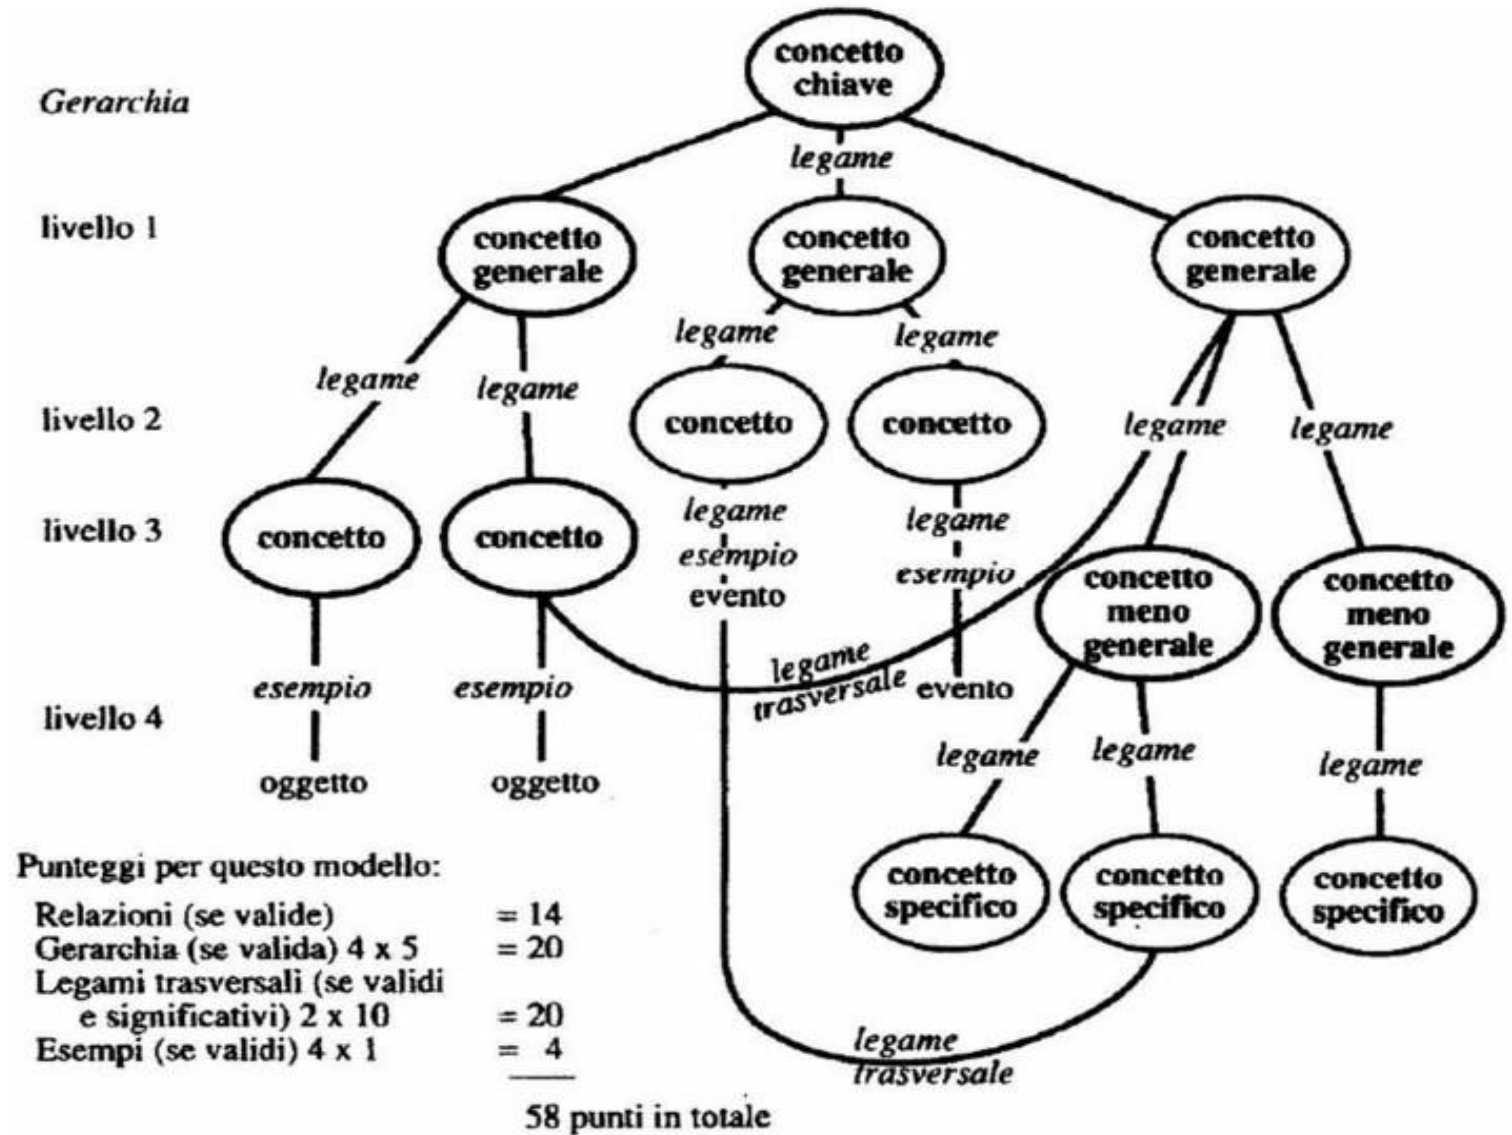 concetto
chiave
Gerarchia
legame
livello 1
concetto
generale
concetto
generale
concetto
generale
legame
legame
legame
legame
livello 2
concetto
concetto
legame
legame
livello 3
concetto
concetto
legame
esempio
evento
legame
esempio
concetto
meno
generale
concetto
meno
generale
legame
trasversale
evento
esempio
esempio
livello 4
oggetto
oggetto
legame
legame
legame
concetto
specifico
concetto
specifico
concetto
specifico
Punteggi per questo modello:
Relazioni (se valide) = 14
Gerarchia (se valida) 4 x 5 = 20
Legami trasversali (se validi
e significativi) 2 x 10 = 20
Esempi (se validi) 4 x 1 = 4
58 punti in totale
legame
trasversale